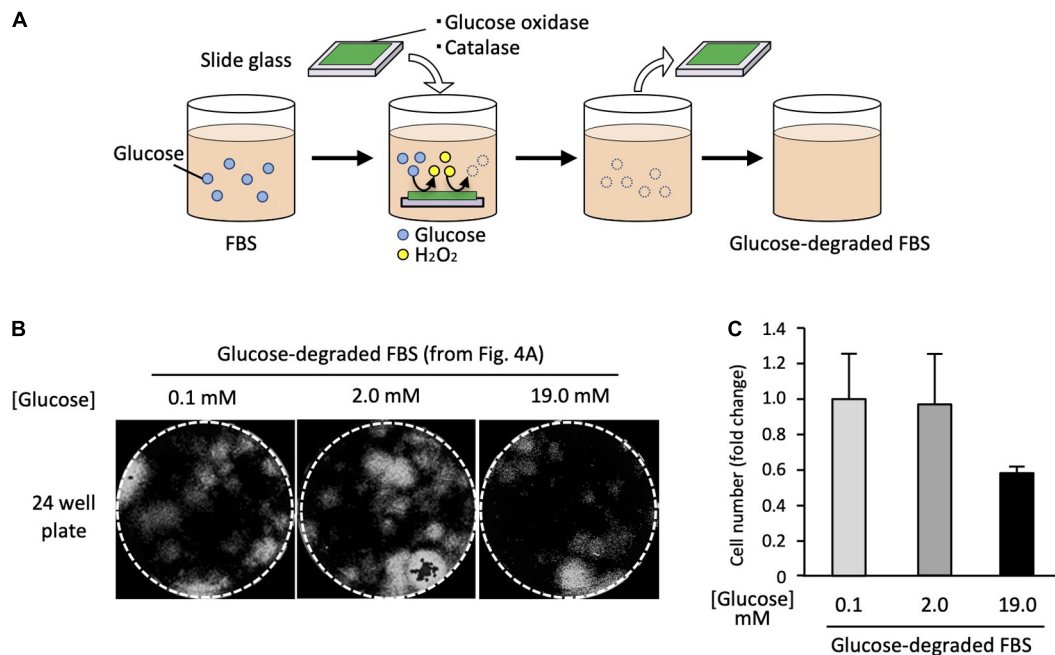 A
Slide glass
・Glucose oxidase
・Catalase
Glucose
FBS
Glucose
H₂O₂
Glucose-degraded FBS
B
Glucose-degraded FBS (from Fig. 4A)
[Glucose] 0.1 mM 2.0 mM 19.0 mM
24 well
plate
C
Cell number (fold change)
1.4
1.2
1.0
0.8
0.6
0.4
0.2
0
[Glucose]
mM
0.1 2.0 19.0
Glucose-degraded FBS